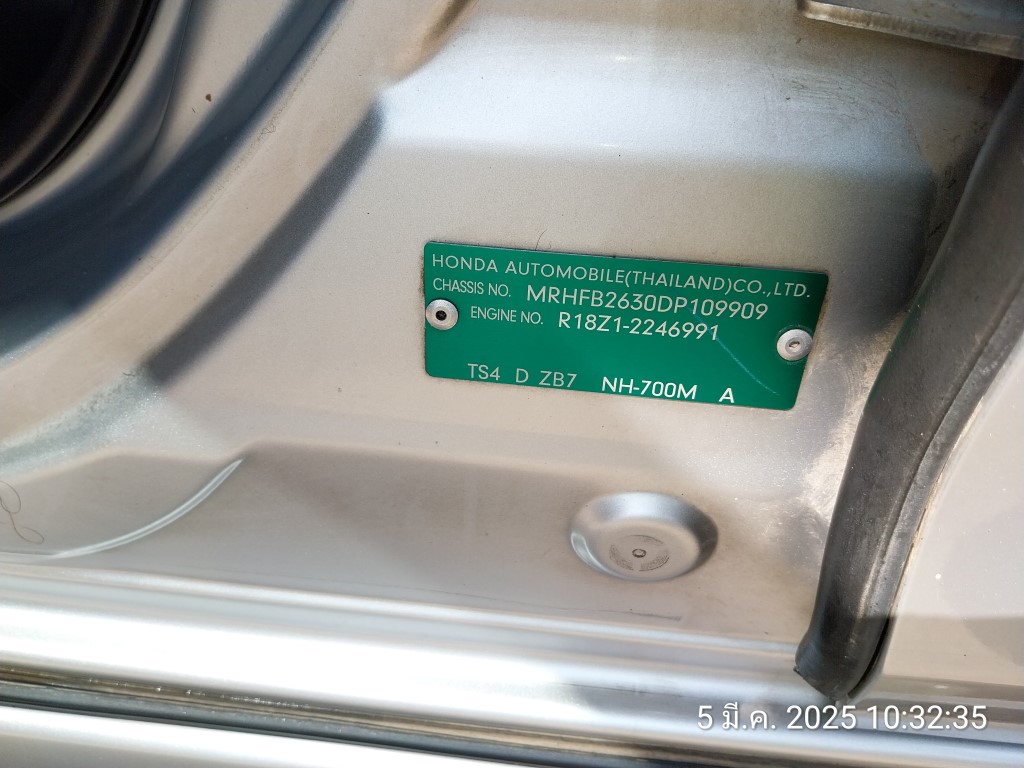 HONDA AUTOMOBILE(THAILAND)CO.,LTD.
CHASSIS NO. MRHFB2630DP109909
ENGINE NO. R18Z1-2246991
TS4 D ZB7 NH-700M A
5 มี.ค. 2025 10:32:35